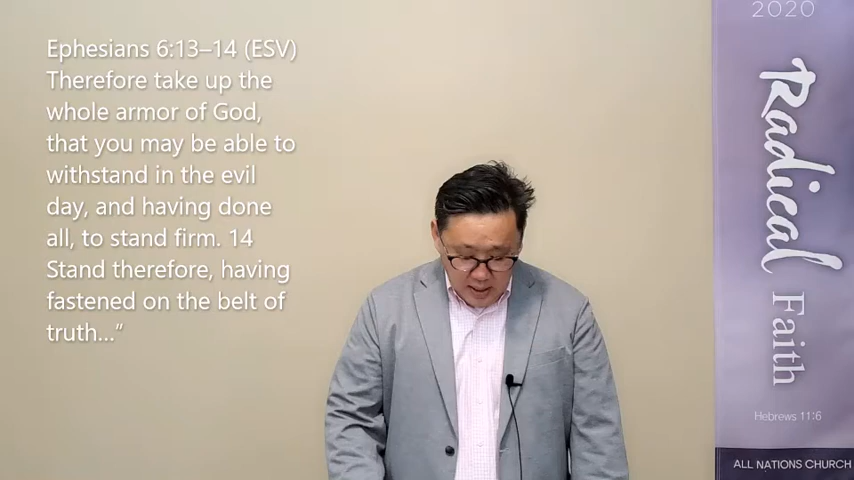 Ephesians 6:13–14 (ESV)
Therefore take up the
whole armor of God,
that you may be able to
withstand in the evil
day, and having done
all, to stand firm. 14
Stand therefore, having
fastened on the belt of
truth...”
2020
Radical
Faith
Hebrews 11:6
ALL NATIONS CHURCH